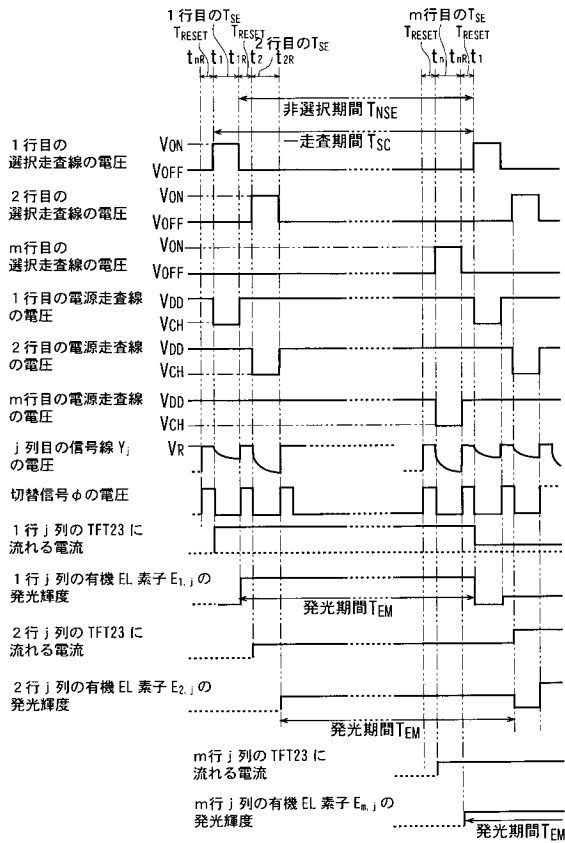 1行目のTSE
m行目のTSE
TRESET TRESET 2行目のTSE TRESET TRESET
tnR t1 t1R t2 t2R tn tnR t1
非選択期間 TNSE
一走査期間 TSC
1行目の
選択走査線の電圧
VON
VOFF
2行目の
選択走査線の電圧
VON
VOFF
m行目の
選択走査線の電圧
VON
VOFF
1行目の電源走査線
の電圧
VDD
VCH
2行目の電源走査線
の電圧
VDD
VCH
m行目の電源走査線
の電圧
VDD
VCH
j列目の信号線 Yj
の電圧
VR
切替信号φの電圧
1行j列のTFT23に
流れる電流
1行j列の有機EL素子E1,jの
発光輝度
発光期間TEM
2行j列のTFT23に
流れる電流
2行j列の有機EL素子E2,jの
発光輝度
発光期間TEM
m行j列のTFT23に
流れる電流
m行j列の有機EL素子Em,jの
発光輝度
発光期間TEM